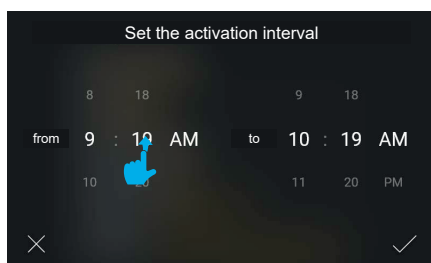 Set the activation interval
8 18 9 18
from 9 : 19 AM to 10 : 19 AM
10 20 11 20 PM